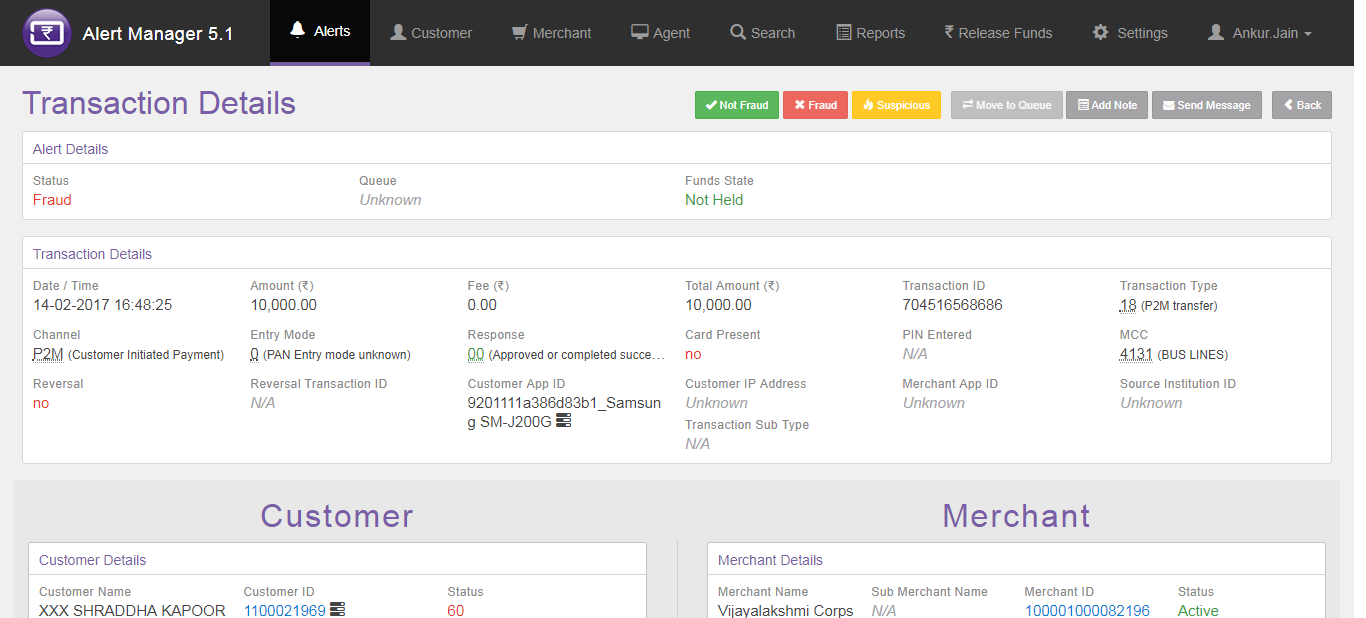 ₹ Alert Manager 5.1 Alerts Customer Merchant Agent Search Reports ₹ Release Funds Settings Ankur.Jain
Transaction Details Not Fraud Fraud Suspicious Move to Queue Add Note Send Message Back
Alert Details
Status Queue Funds State
Fraud Unknown Not Held
Transaction Details
Date / Time Amount (₹) Fee (₹) Total Amount (₹) Transaction ID Transaction Type
14-02-2017 16:48:25 10,000.00 0.00 10,000.00 704516568686 18 (P2M transfer)
Channel Entry Mode Response Card Present PIN Entered MCC
P2M (Customer Initiated Payment) 0 (PAN Entry mode unknown) 00 (Approved or completed succe… no N/A 4131 (BUS LINES)
Reversal Reversal Transaction ID Customer App ID Customer IP Address Merchant App ID Source Institution ID
no N/A 9201111a386d83b1_Samsun Unknown Unknown Unknown
g SM-J200G Transaction Sub Type
N/A
Customer Merchant
Customer Details Merchant Details
Customer Name Customer ID Status Merchant Name Sub Merchant Name Merchant ID Status
XXX SHRADDHA KAPOOR 1100021969 60 Vijayalakshmi Corps N/A 100001000082196 Active